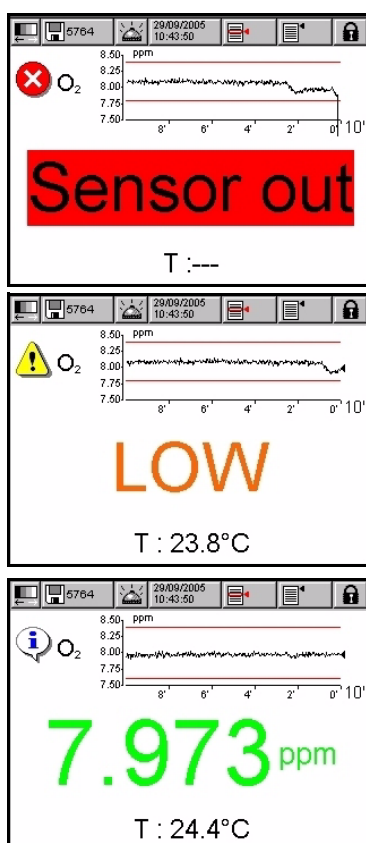 5764 29/09/2005
10:43:50
8.50 ppm
8.25
O2 8.00
7.75
7.50
8' 6' 4' 2' 0' 10'
Sensor out
T :---
5764 29/09/2005
10:43:50
8.50 ppm
8.25
O2 8.00
7.75
7.50
8' 6' 4' 2' 0' 10'
LOW
T : 23.8°C
5764 29/09/2005
10:43:50
8.50 ppm
8.25
i O2 8.00
7.75
7.50
8' 6' 4' 2' 0' 10'
7.973 ppm
T : 24.4°C